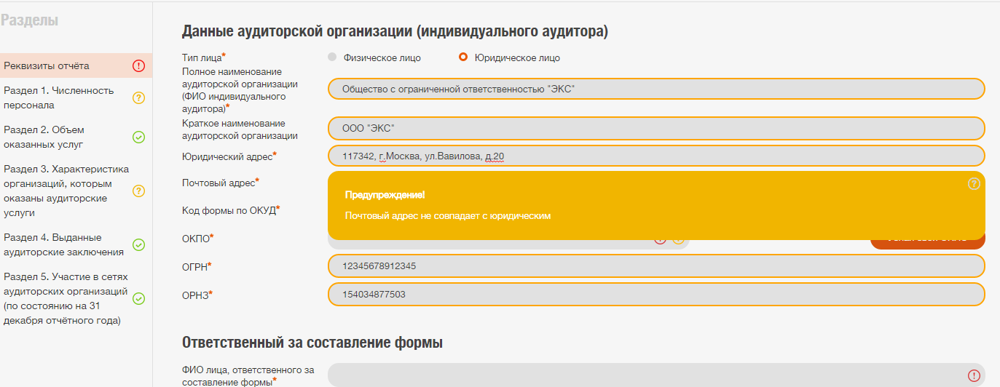 Разделы
Реквизиты отчёта
Раздел 1. Численность
персонала
Раздел 2. Объем
оказанных услуг
Раздел 3. Характеристика
организаций, которым
оказаны аудиторские
услуги
Раздел 4. Выданные
аудиторские заключения
Раздел 5. Участие в сетях
аудиторских организаций
(по состоянию на 31
декабря отчётного года)
Данные аудиторской организации (индивидуального аудитора)
Тип лица*
Физическое лицо
Юридическое лицо
Полное наименование
аудиторской организации
(ФИО индивидуального
аудитора)*
Общество с ограниченной ответственностью "ЭКС"
Краткое наименование
аудиторской организации
ООО "ЭКС"
Юридический адрес*
117342, г.Москва, ул.Вавилова, д.20
Почтовый адрес*
Предупреждение!
Почтовый адрес не совпадает с юридическим
Код формы по ОКУД*
ОКПО*
ОГРН*
12345678912345
ОРНЗ*
154034877503
Ответственный за составление формы
ФИО лица, ответственного за
составление формы*